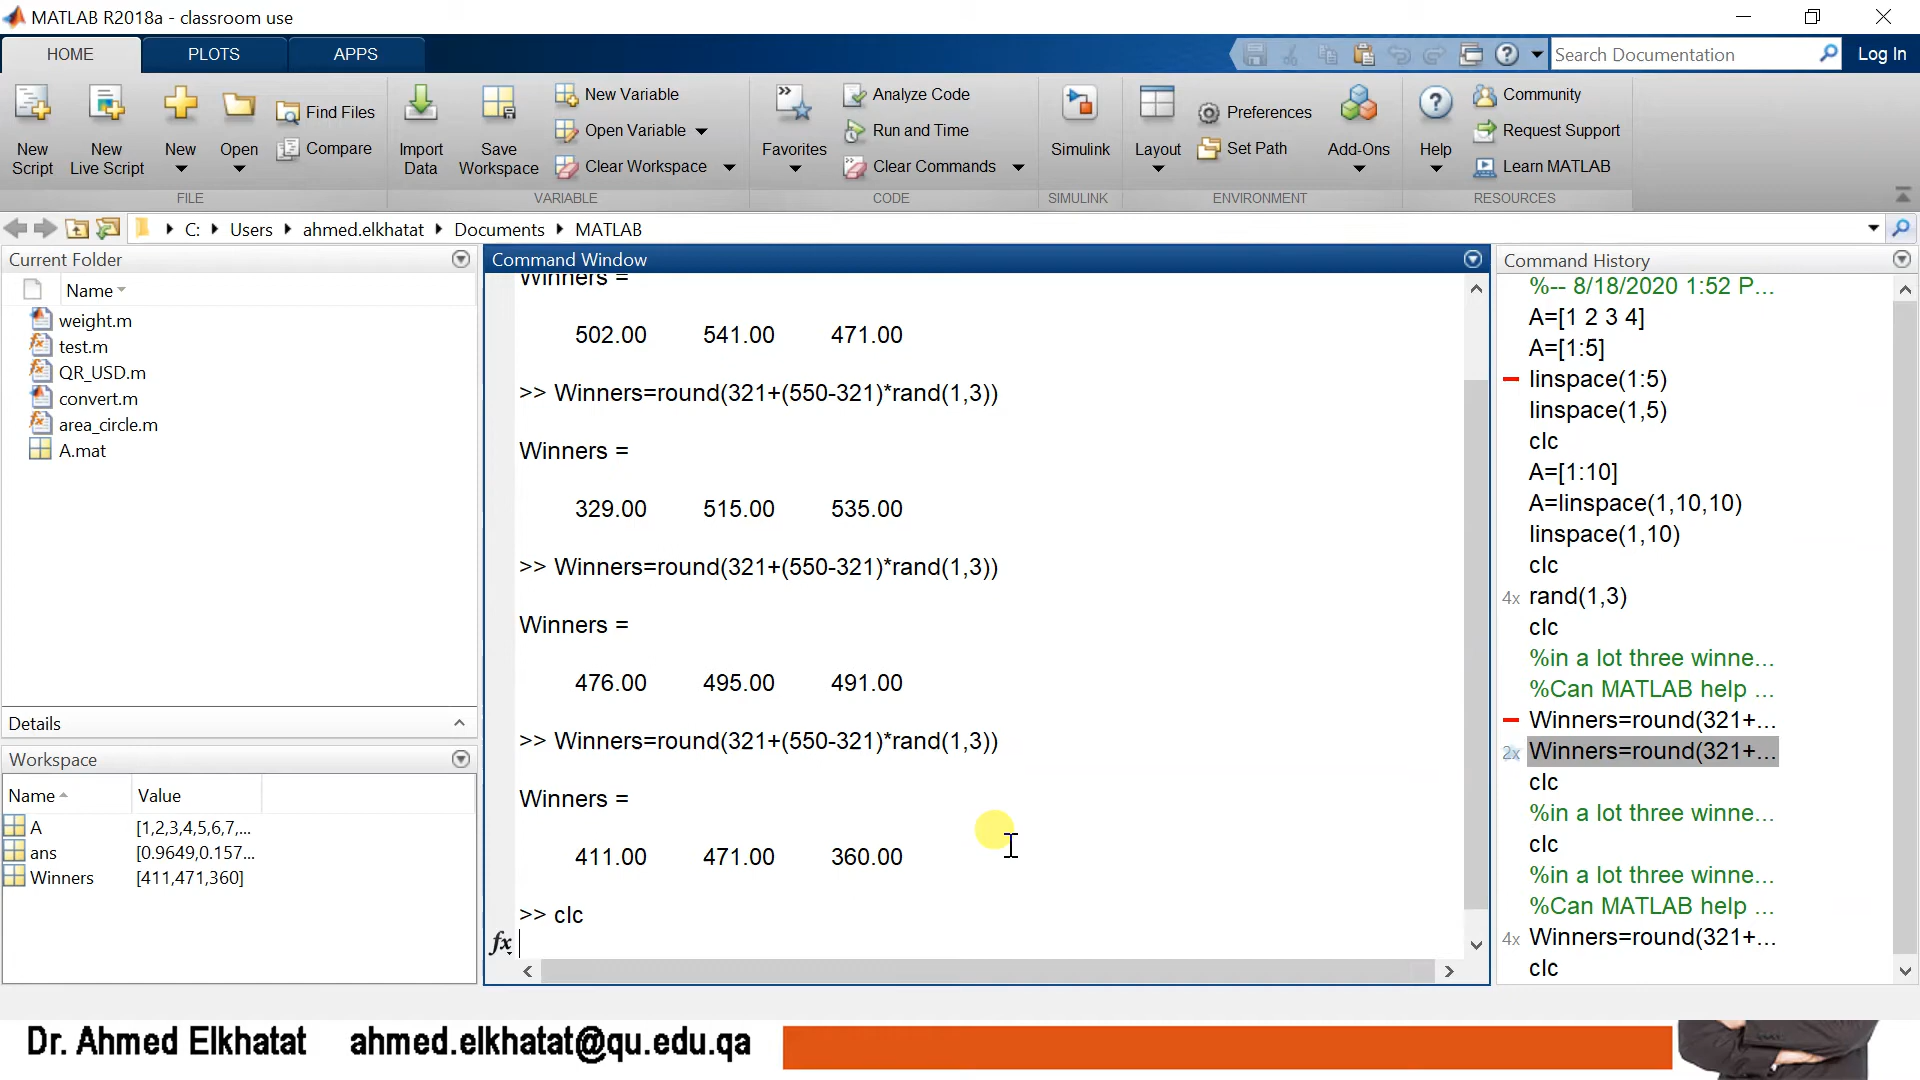 MATLAB R2018a - classroom use
HOME PLOTS APPS
Search Documentation
Log In
New Script
New Live Script
New
Open
Find Files
Compare
Import Data
Save Workspace
New Variable
Open Variable
Clear Workspace
Favorites
Analyze Code
Run and Time
Clear Commands
Simulink
Layout
Preferences
Set Path
Add-Ons
Help
Community
Request Support
Learn MATLAB
FILE VARIABLE CODE SIMULINK ENVIRONMENT RESOURCES
C: Users ahmed.elkhatat Documents MATLAB
Current Folder
Name
weight.m
test.m
QR_USD.m
convert.m
area_circle.m
A.mat
Details
Workspace
Name Value
A [1,2,3,4,5,6,7,...
ans [0.9649,0.157...
Winners [411,471,360]
Command Window
Winners =
502.00 541.00 471.00
>> Winners=round(321+(550-321)*rand(1,3))
Winners =
329.00 515.00 535.00
>> Winners=round(321+(550-321)*rand(1,3))
Winners =
476.00 495.00 491.00
>> Winners=round(321+(550-321)*rand(1,3))
Winners =
411.00 471.00 360.00
>> clc
fx
Command History
%-- 8/18/2020 1:52 P...
A=[1 2 3 4]
A=[1:5]
linspace(1:5)
linspace(1,5)
clc
A=[1:10]
A=linspace(1,10,10)
linspace(1,10)
clc
4x rand(1,3)
clc
%in a lot three winne...
%Can MATLAB help ...
Winners=round(321+...
2x Winners=round(321+...
clc
%in a lot three winne...
clc
%in a lot three winne...
%Can MATLAB help ...
4x Winners=round(321+...
clc
Dr. Ahmed Elkhatat ahmed.elkhatat@qu.edu.qa